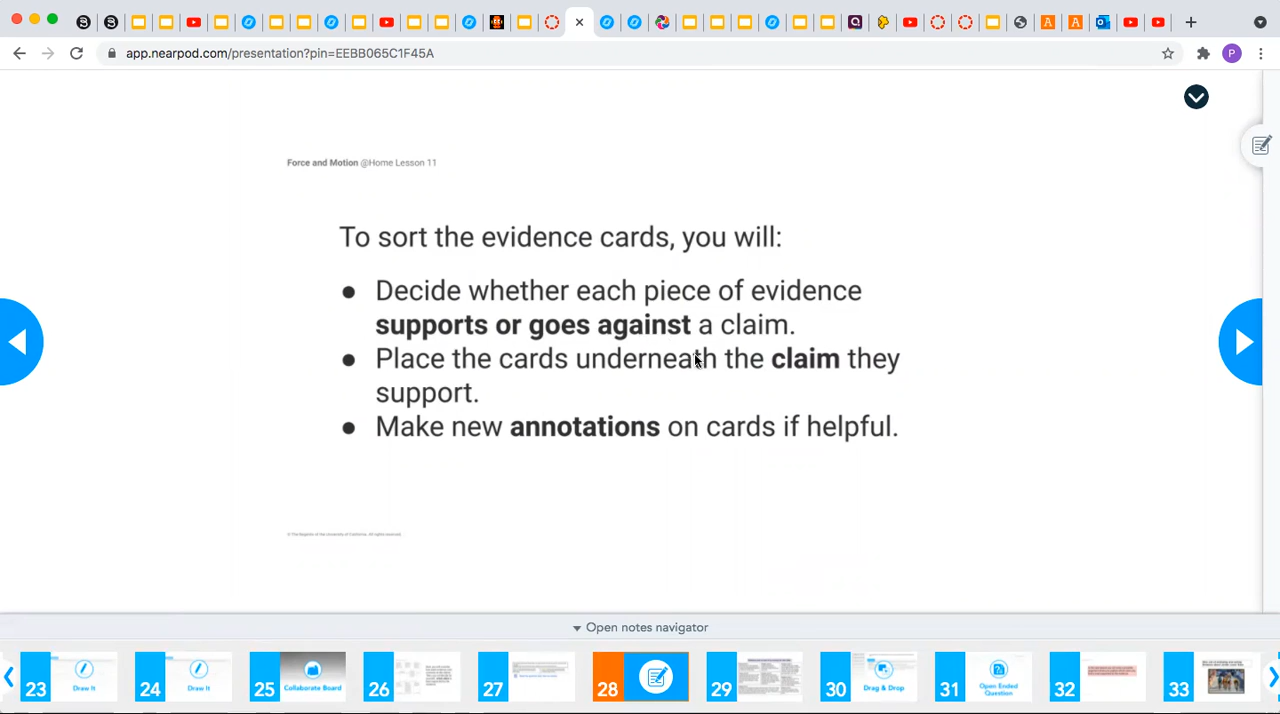 app.nearpod.com/presentation?pin=EEBB065C1F45A
P
Force and Motion @Home Lesson 11
To sort the evidence cards, you will:
● Decide whether each piece of evidence
supports or goes against a claim.
● Place the cards underneath the claim they
support.
● Make new annotations on cards if helpful.
Open notes navigator
23 Draw It
24 Draw It
25 Collaborate Board
26
27
28
29
30 Drag & Drop
31 Open Ended
Question
32
33